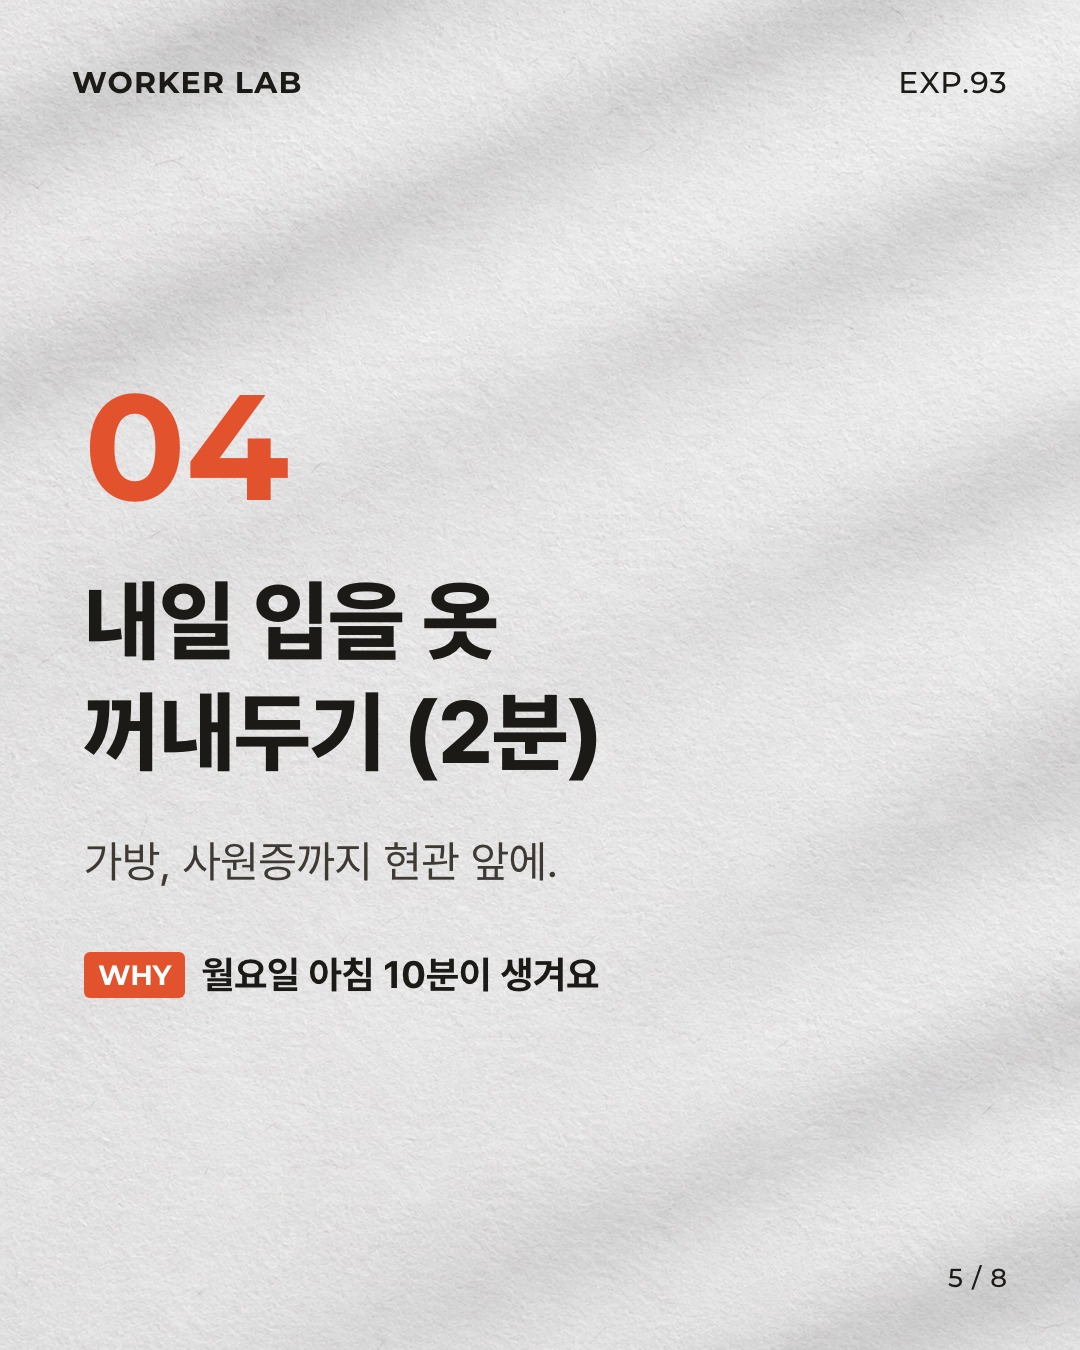 WORKER LAB
EXP.93
04
내일 입을 옷
꺼내두기 (2분)
가방, 사원증까지 현관 앞에.
WHY 월요일 아침 10분이 생겨요
5 / 8